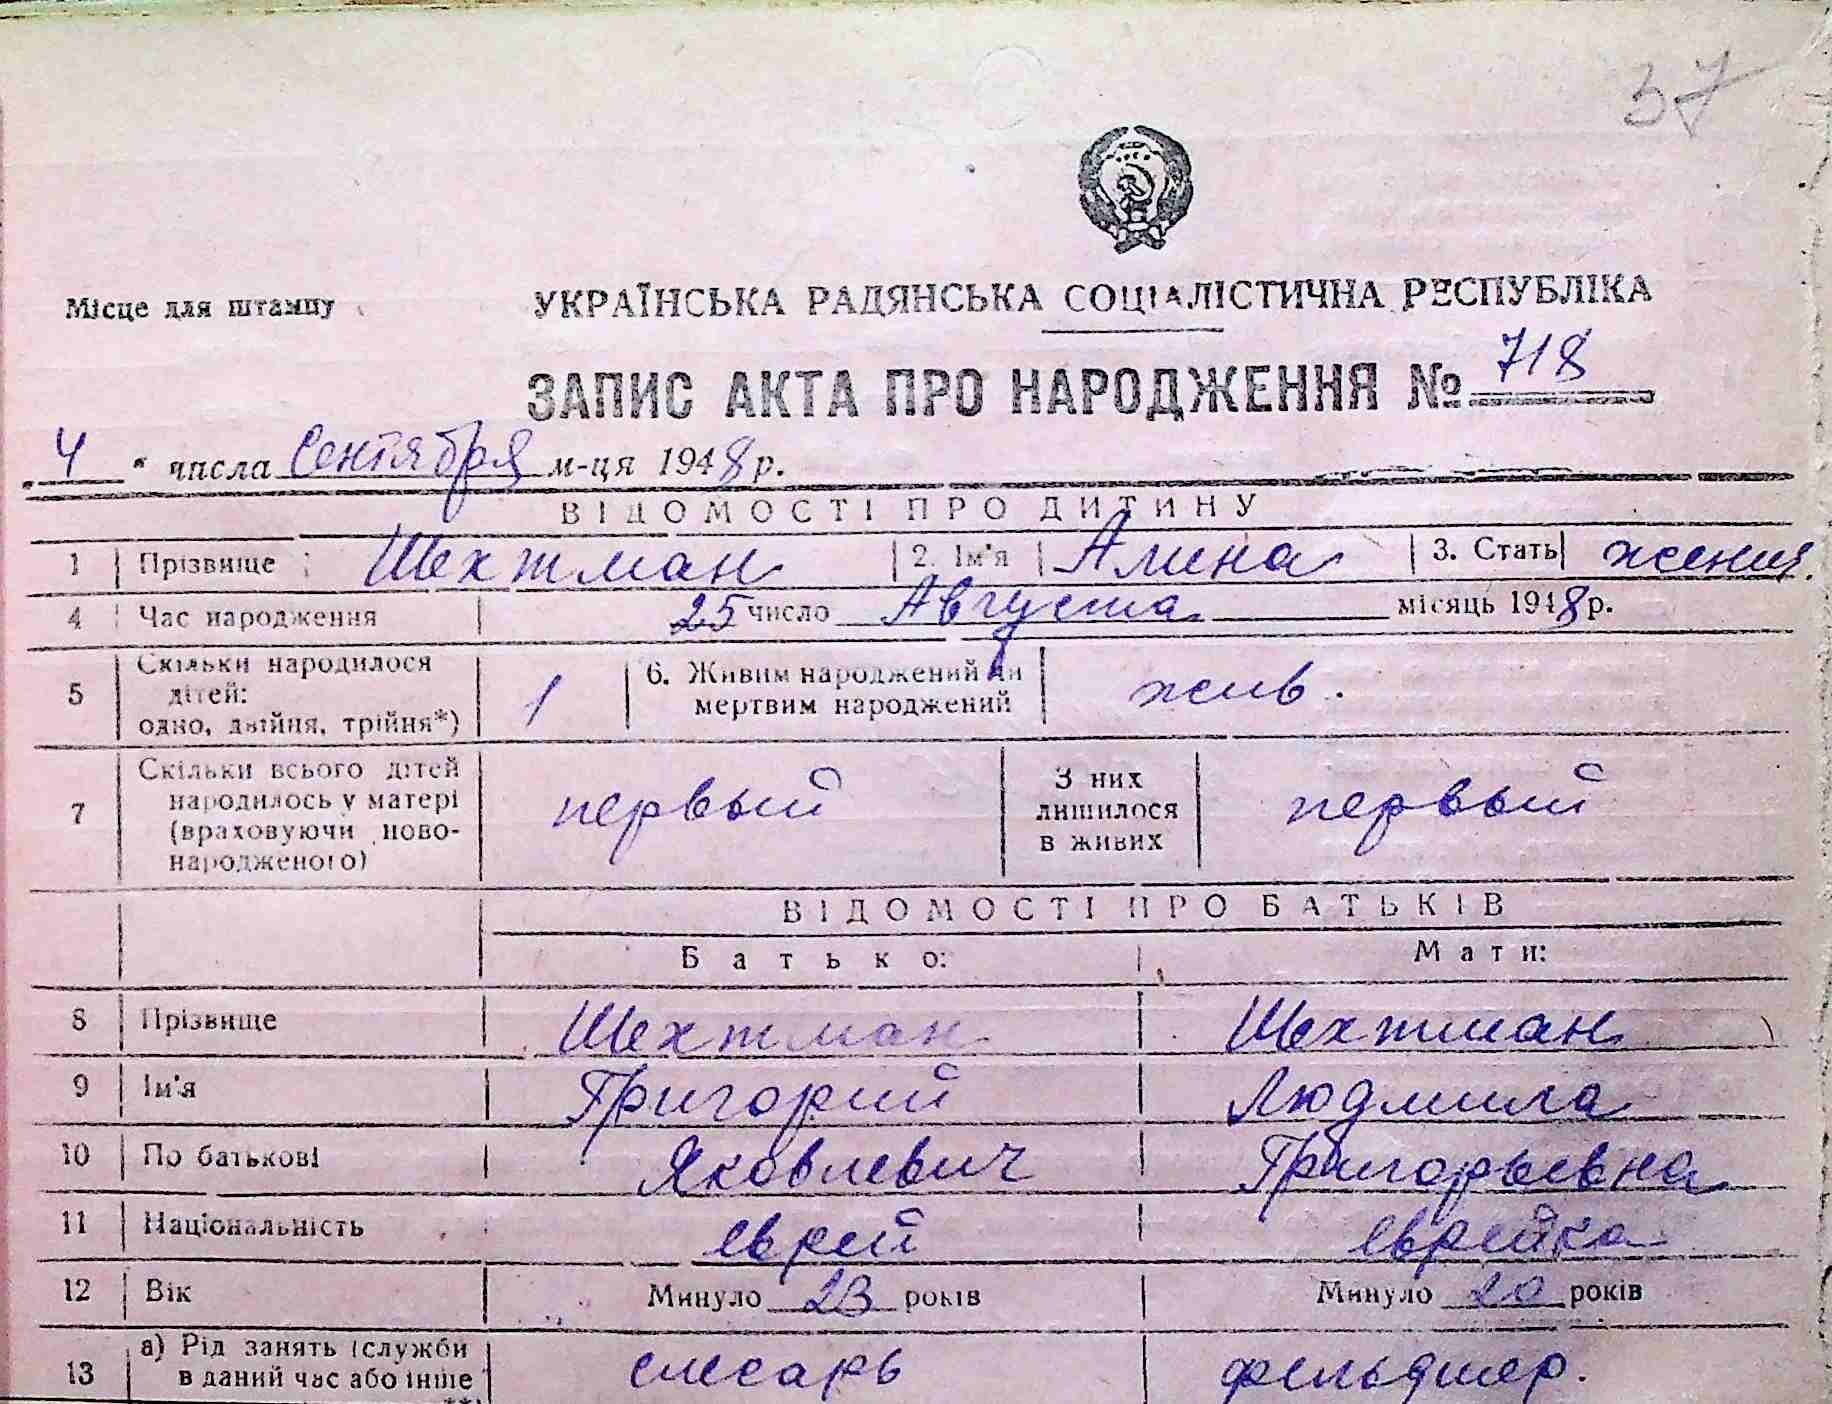 37
Місце для штампу
УКРАЇНСЬКА РАДЯНСЬКА СОЦІАЛІСТИЧНА РЕСПУБЛІКА
ЗАПИС АКТА ПРО НАРОДЖЕННЯ № 718
4 " числа Сентября м-ця 1948 р.
ВІДОМОСТІ ПРО ДИТИНУ
1 Прізвище Шехтман 2. Ім'я Алина 3. Стать женск.
4 Час народження 25 число Августа місяць 1948 р.
5 Скільки народилося дітей: одно, двійня, трійня*) 1 6. Живим народжений чи мертвим народжений жив.
7 Скільки всього дітей народилось у матері (враховуючи новонародженого) первый З них лишилося в живих первый
ВІДОМОСТІ ПРО БАТЬКІВ
Батько: Мати:
8 Прізвище Шехтман Шехтман
9 Ім'я Григорий Людмила
10 По батькові Яковлевич Григорьевна
11 Національність еврей еврейка
12 Вік Минуло 23 років Минуло 20 років
13 а) Рід занять (служби в даний час або інше слесарь фельдшер.